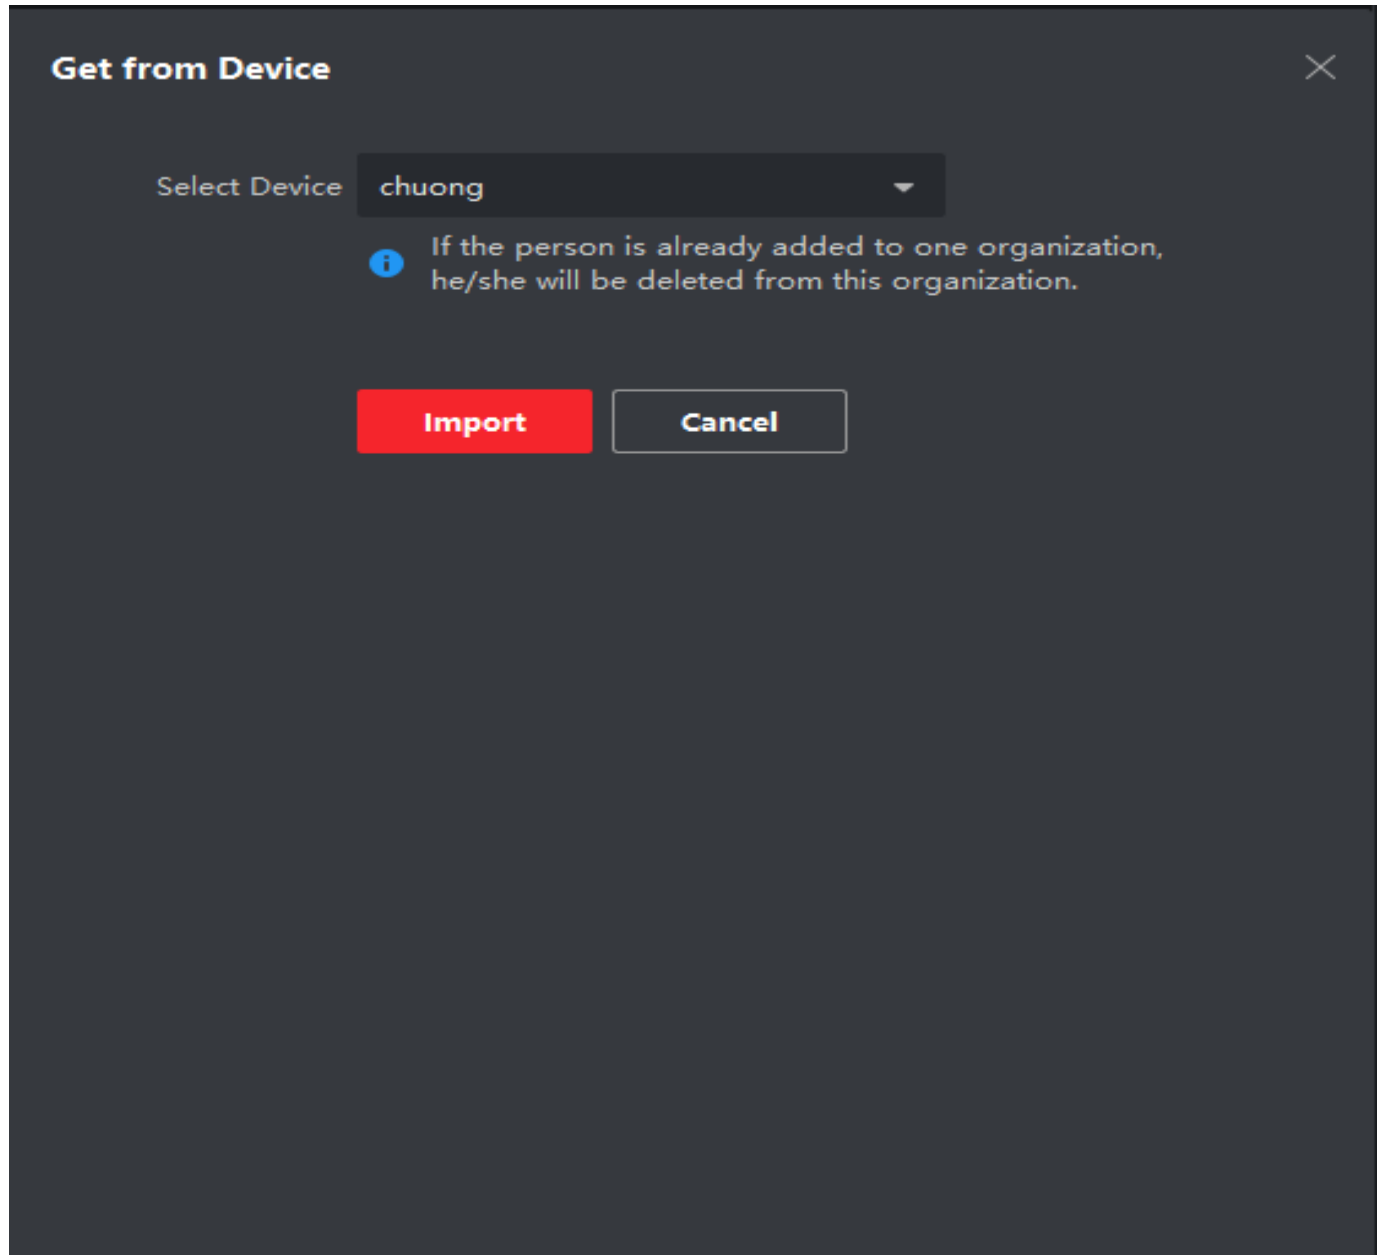 Get from Device
Select Device chuong
If the person is already added to one organization,
he/she will be deleted from this organization.
Import Cancel